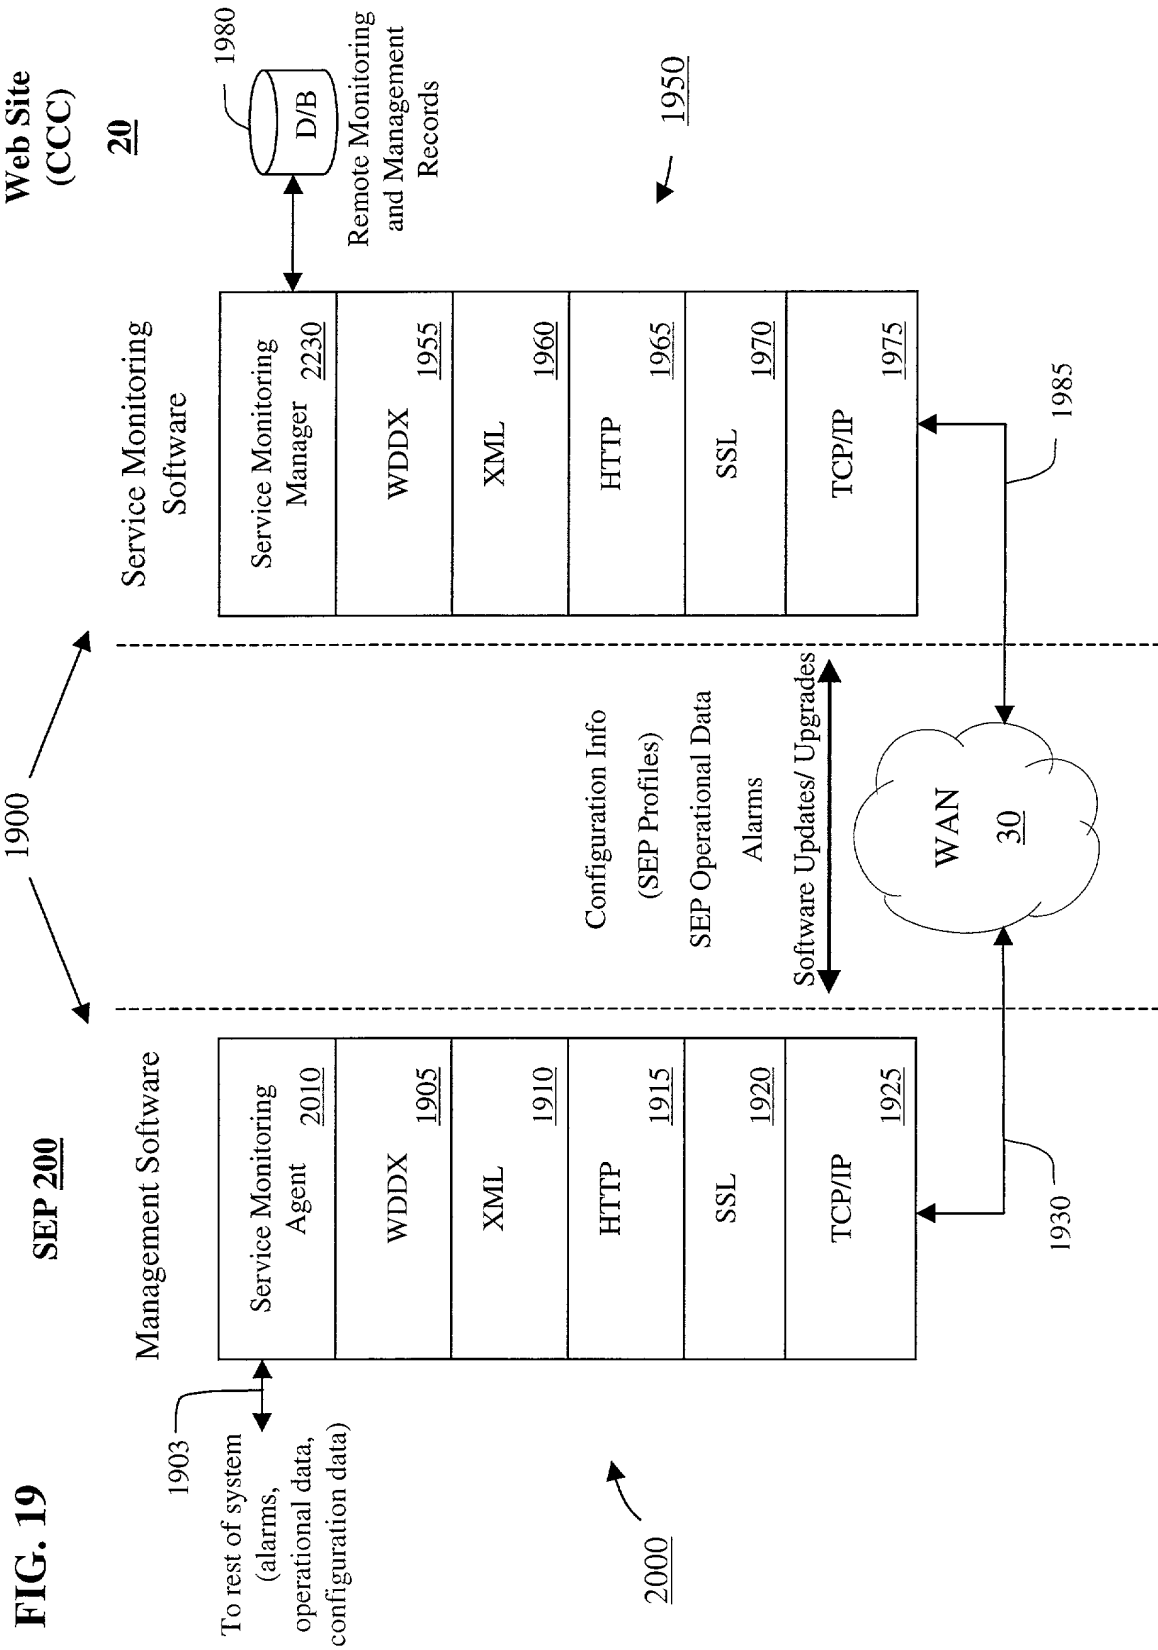 FIG. 19
SEP 200
1900
Web Site
(CCC)
20
Management Software
Service Monitoring
Software
1903
To rest of system
(alarms,
operational data,
configuration data)
Service Monitoring
Agent
2010
WDDX
1905
XML
1910
HTTP
1915
SSL
1920
TCP/IP
1925
2000
1930
Configuration Info
(SEP Profiles)
SEP Operational Data
Alarms
Software Updates/ Upgrades
WAN
30
Service Monitoring
Manager
2230
WDDX
1955
XML
1960
HTTP
1965
SSL
1970
TCP/IP
1975
1985
1980
D/B
Remote Monitoring
and Management
Records
1950